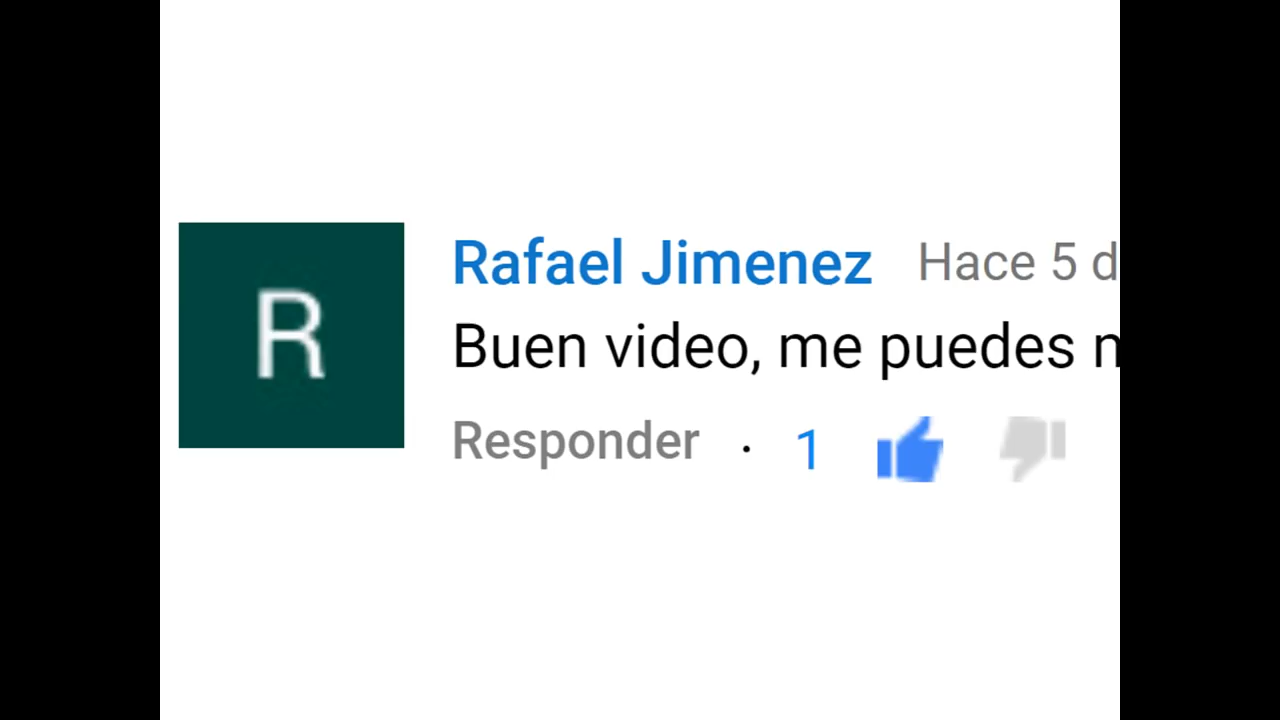 R
Rafael Jimenez Hace 5 d
Buen video, me puedes
Responder · 1